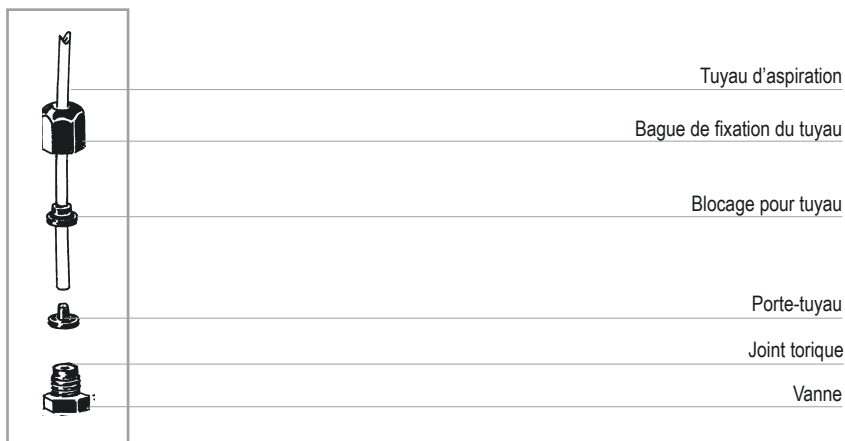 Tuyau d’aspiration
Bague de fixation du tuyau
Blocage pour tuyau
Porte-tuyau
Joint torique
Vanne